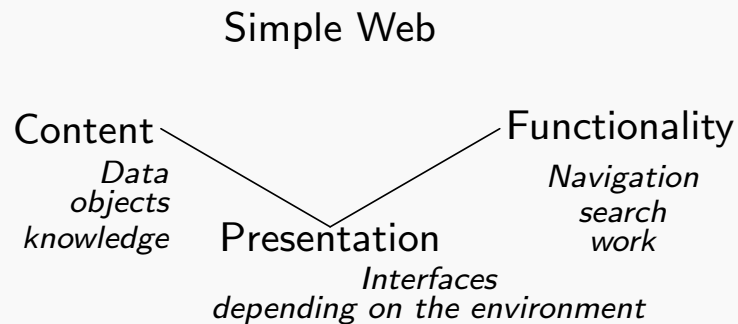 Simple Web
Content
Data
objects
knowledge
Functionality
Navigation
search
work
Presentation
Interfaces
depending on the environment